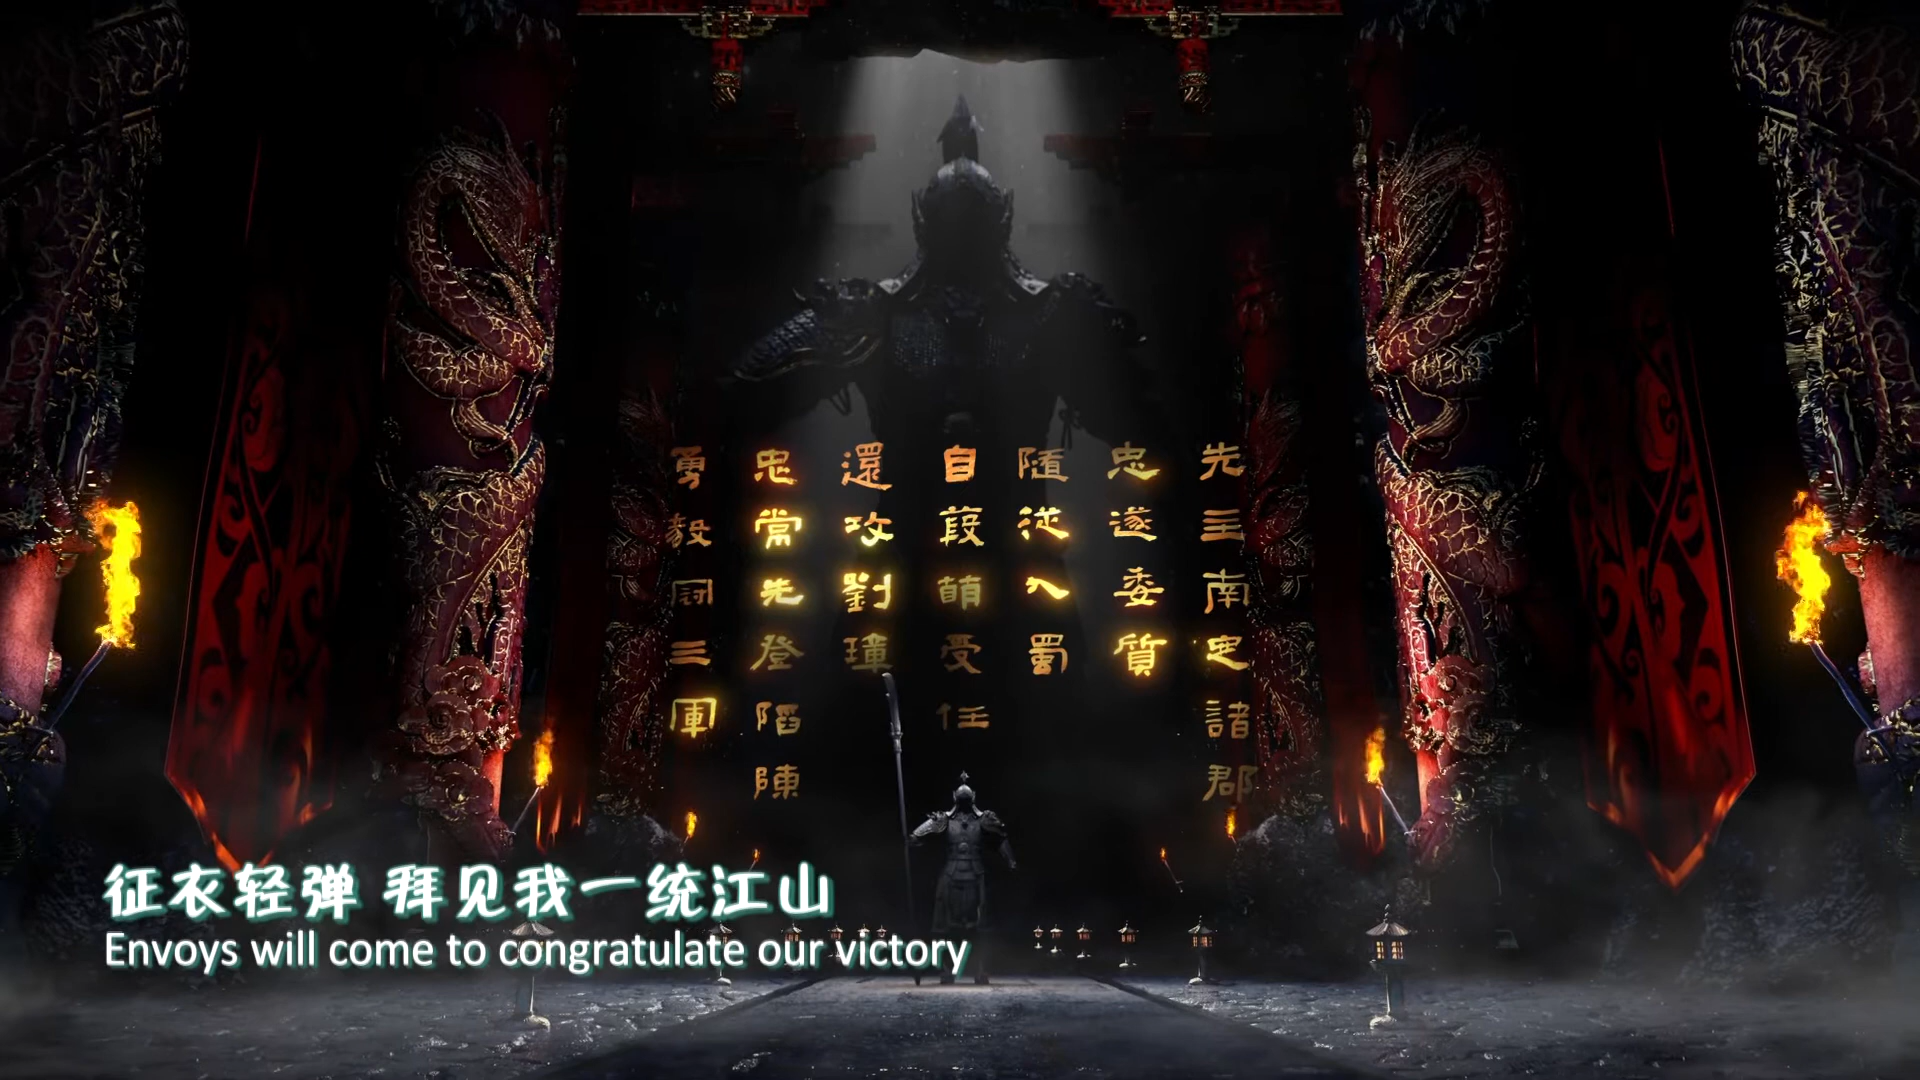 先主南定諸郡
忠遂委質
隨從入蜀
自葭萌受任
還攻劉璋
忠常先登陷陳
勇毅冠三軍
征衣轻弹 拜见我一统江山
Envoys will come to congratulate our victory